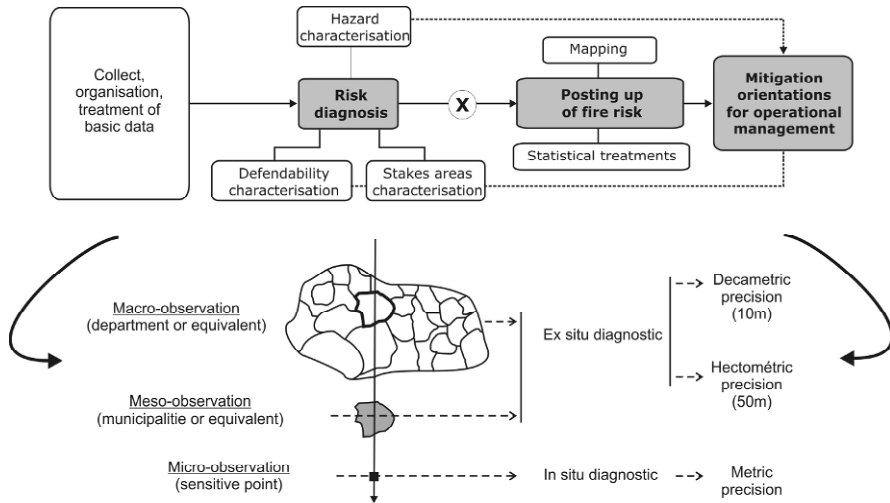 Hazard
characterisation
Collect,
organisation,
treatment of
basic data
Risk
diagnosis
X
Mapping
Posting up
of fire risk
Statistical treatments
Mitigation
orientations
for operational
management
Defendability
characterisation
Stakes areas
characterisation
Macro-observation
(department or equivalent)
Ex situ diagnostic
Decametric
precision
(10m)
Hectométric
precision
(50m)
Meso-observation
(municipalitie or equivalent)
Micro-observation
(sensitive point)
In situ diagnostic
Metric
precision